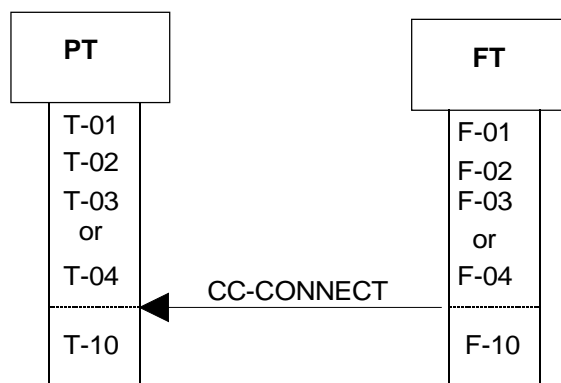 PT
FT
T-01
T-02
T-03
or
T-04
F-01
F-02
F-03
or
F-04
CC-CONNECT
T-10
F-10